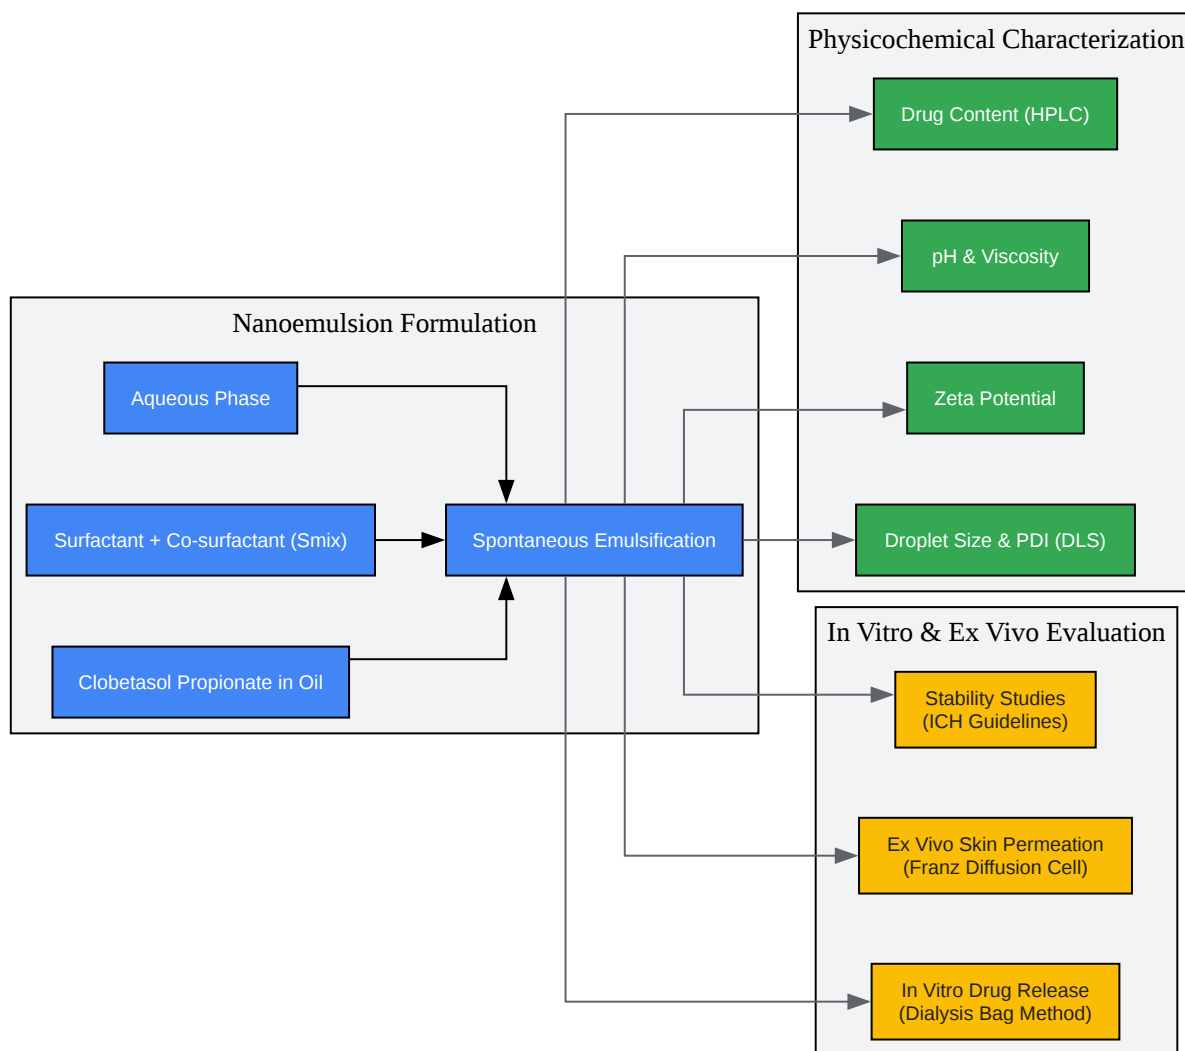 Physicochemical Characterization
Drug Content (HPLC)
pH & Viscosity
Zeta Potential
Droplet Size & PDI (DLS)
Nanoemulsion Formulation
Aqueous Phase
Surfactant + Co-surfactant (Smix)
Spontaneous Emulsification
Clobetasol Propionate in Oil
In Vitro & Ex Vivo Evaluation
Stability Studies
(ICH Guidelines)
Ex Vivo Skin Permeation
(Franz Diffusion Cell)
In Vitro Drug Release
(Dialysis Bag Method)